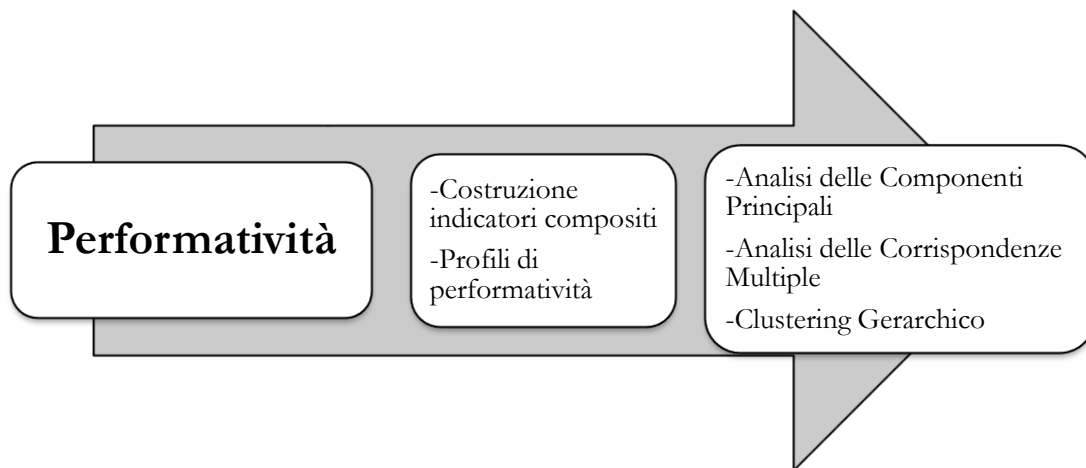 Performatività
-Costruzione
indicatori compositi
-Profili di
performatività
-Analisi delle Componenti
Principali
-Analisi delle Corrispondenze
Multiple
-Clustering Gerarchico